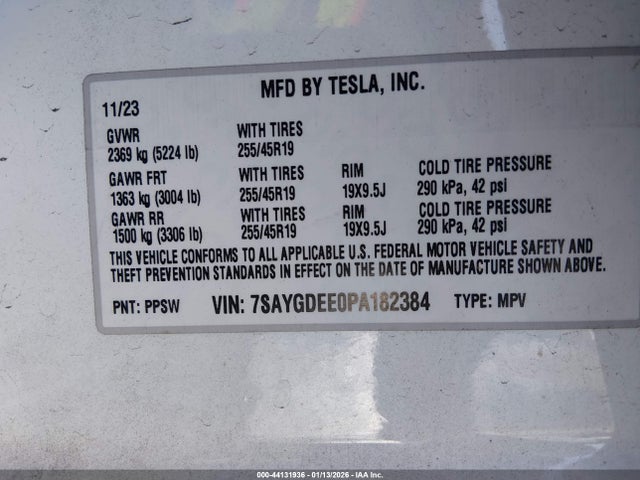 MFD BY TESLA, INC.
11/23
GVWR WITH TIRES
2369 kg (5224 lb) 255/45R19
GAWR FRT WITH TIRES RIM COLD TIRE PRESSURE
1363 kg (3004 lb) 255/45R19 19X9.5J 290 kPa, 42 psi
GAWR RR WITH TIRES RIM COLD TIRE PRESSURE
1500 kg (3306 lb) 255/45R19 19X9.5J 290 kPa, 42 psi
THIS VEHICLE CONFORMS TO ALL APPLICABLE U.S. FEDERAL MOTOR VEHICLE SAFETY AND
THEFT PREVENTION STANDARDS IN EFFECT ON THE DATE OF MANUFACTURE SHOWN ABOVE.
PNT: PPSW VIN: 7SAYGDEE0PA182384 TYPE: MPV
000-44131936 - 01/13/2026 - IAA Inc.